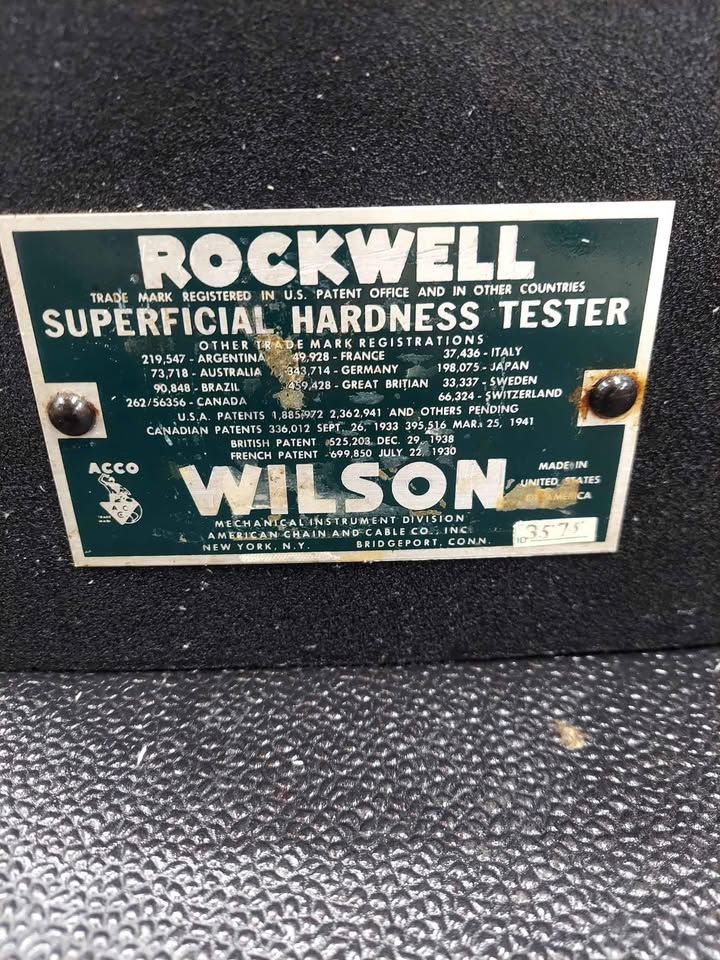 ROCKWELL
TRADE MARK REGISTERED IN U.S. PATENT OFFICE AND IN OTHER COUNTRIES
SUPERFICIAL HARDNESS TESTER
OTHER TRADE MARK REGISTRATIONS
219,547 - ARGENTINA 49,928 - FRANCE 37,436 - ITALY
73,718 - AUSTRALIA 343,714 - GERMANY 198,075 - JAPAN
90,848 - BRAZIL 459,428 - GREAT BRITIAN 33,337 - SWEDEN
262/56356 - CANADA 66,324 - SWITZERLAND
U.S.A. PATENTS 1,885,972 2,362,941 AND OTHERS PENDING
CANADIAN PATENTS 336,012 SEPT. 26, 1933 395,516 MAR. 25, 1941
BRITISH PATENT 525,203 DEC. 29, 1938
FRENCH PATENT - 699,850 JULY 22, 1930
ACCO
WILSON
MADE IN
UNITED STATES
OF AMERICA
MECHANICAL INSTRUMENT DIVISION
AMERICAN CHAIN AND CABLE CO., INC.
NEW YORK, N.Y. BRIDGEPORT, CONN.
ID 3575